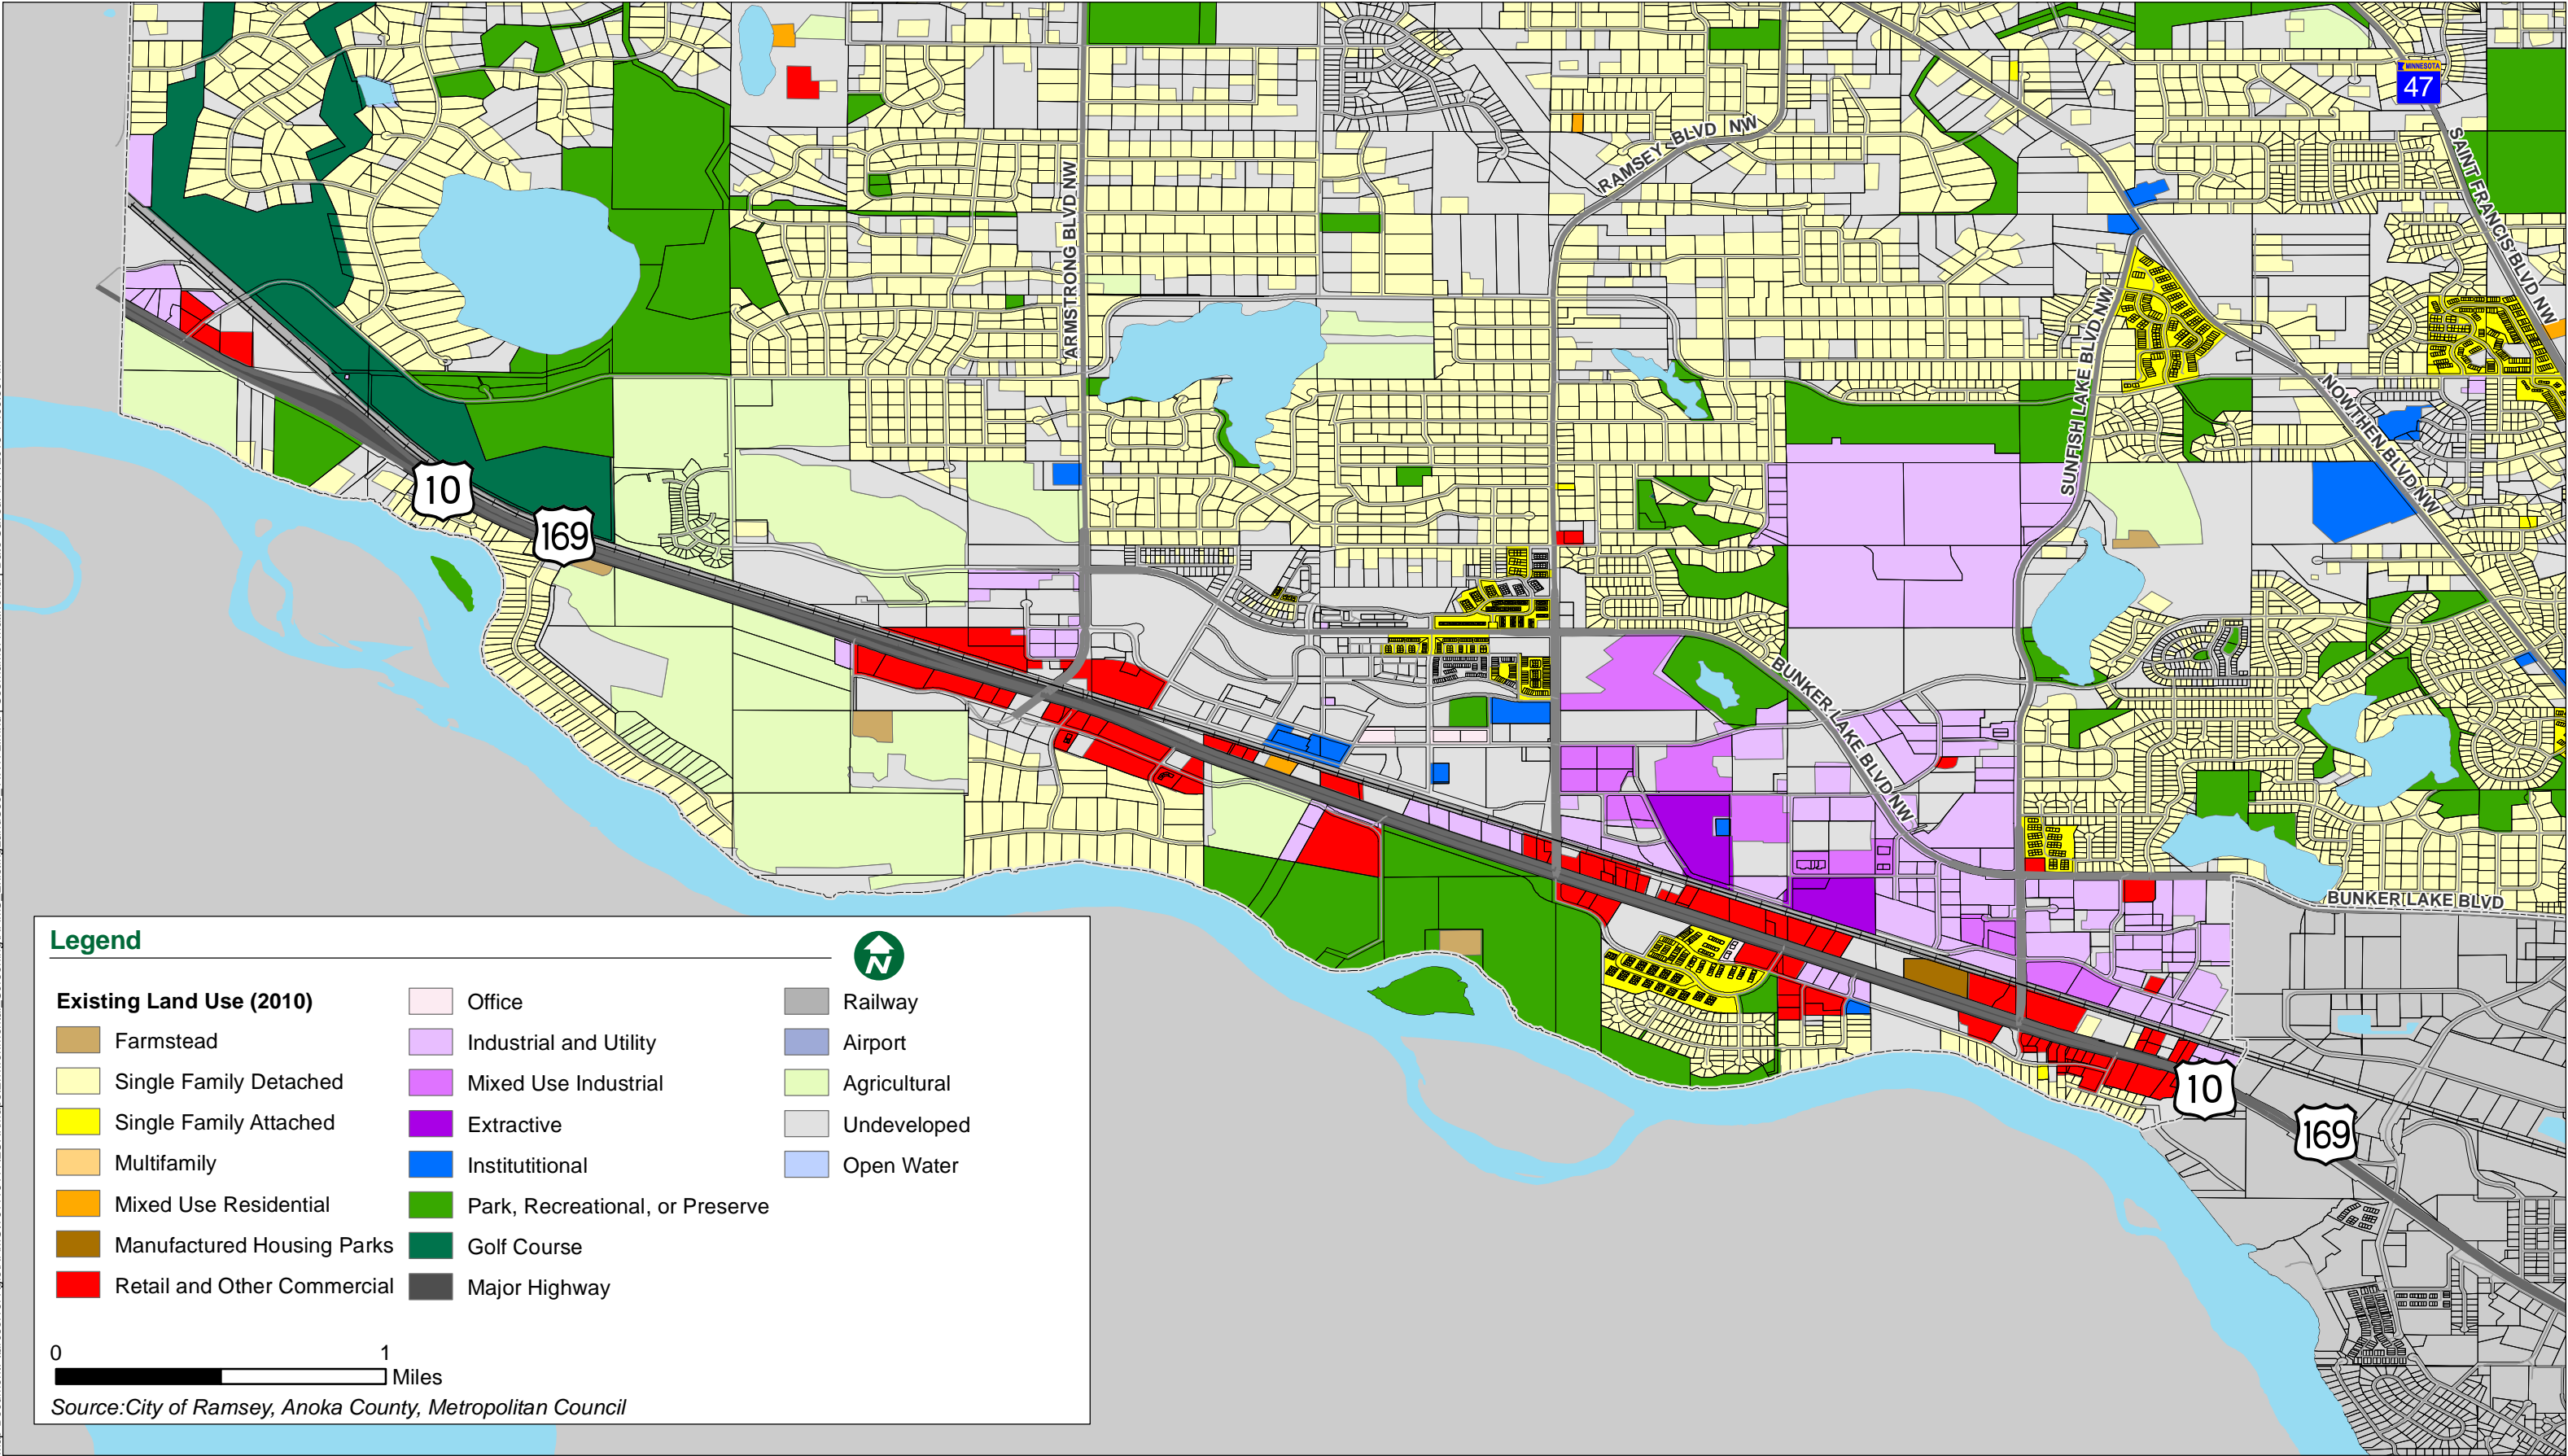 MINNESOTA
47
SAINT FRANCIS BLVD NW
RAMSEY BLVD NW
ARMSTRONG BLVD NW
SUNFISH LAKE BLVD NW
NOWTHEN BLVD NW
10
169
BUNKER LAKE BLVD NW
BUNKER LAKE BLVD
10
169
Legend
N
Existing Land Use (2010)
Farmstead
Single Family Detached
Single Family Attached
Multifamily
Mixed Use Residential
Manufactured Housing Parks
Retail and Other Commercial
Office
Industrial and Utility
Mixed Use Industrial
Extractive
Institutitional
Park, Recreational, or Preserve
Golf Course
Major Highway
Railway
Airport
Agricultural
Undeveloped
Open Water
0 1
Miles
Source:City of Ramsey, Anoka County, Metropolitan Council